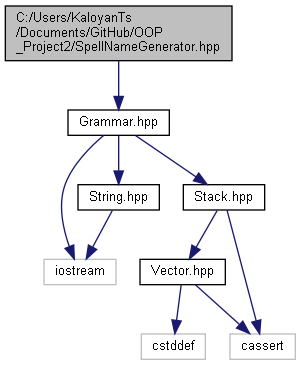 C:/Users/KaloyanTs
/Documents/GitHub/OOP
_Project2/SpellNameGenerator.hpp
Grammar.hpp
String.hpp
Stack.hpp
iostream
Vector.hpp
cstddef
cassert